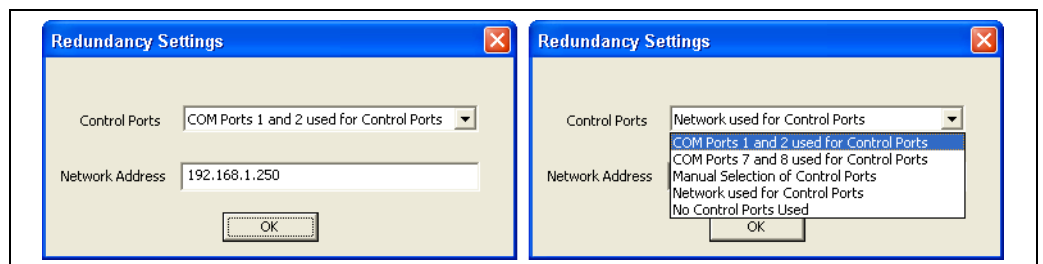 Redundancy Settings
Control Ports COM Ports 1 and 2 used for Control Ports
Network Address 192.168.1.250
OK
Redundancy Settings
Control Ports Network used for Control Ports
COM Ports 1 and 2 used for Control Ports
COM Ports 7 and 8 used for Control Ports
Manual Selection of Control Ports
Network Address
Network used for Control Ports
No Control Ports Used
OK